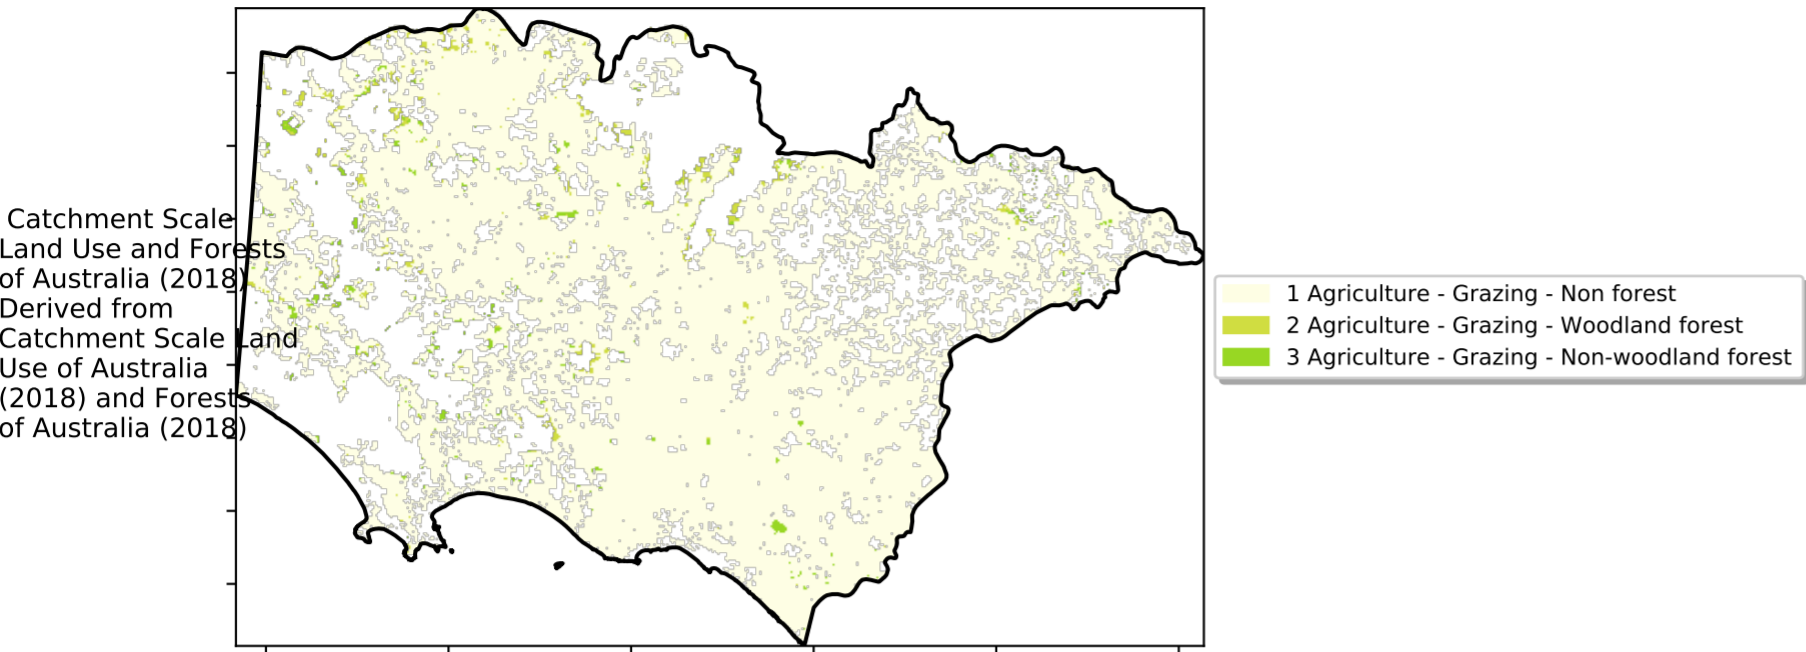 Catchment Scale
Land Use and Forests
of Australia (2018)
Derived from
Catchment Scale Land
Use of Australia
(2018) and Forests
of Australia (2018)
1 Agriculture - Grazing - Non forest
2 Agriculture - Grazing - Woodland forest
3 Agriculture - Grazing - Non-woodland forest